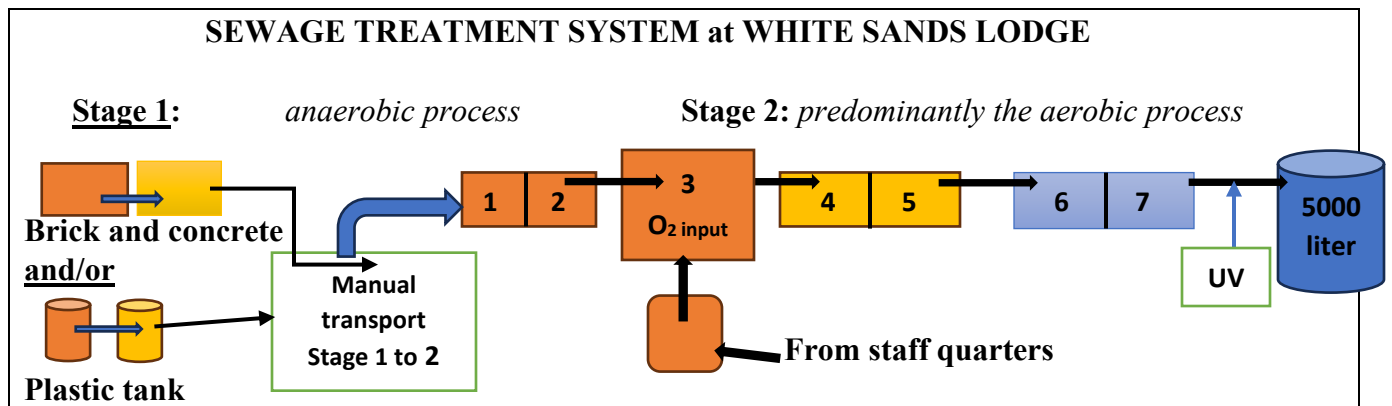 SEWAGE TREATMENT SYSTEM at WHITE SANDS LODGE
Stage 1: anaerobic process
Stage 2: predominantly the aerobic process
Brick and concrete
and/or
Plastic tank
Manual
transport
Stage 1 to 2
1
2
3
O2 input
From staff quarters
4
5
6
7
UV
5000
liter